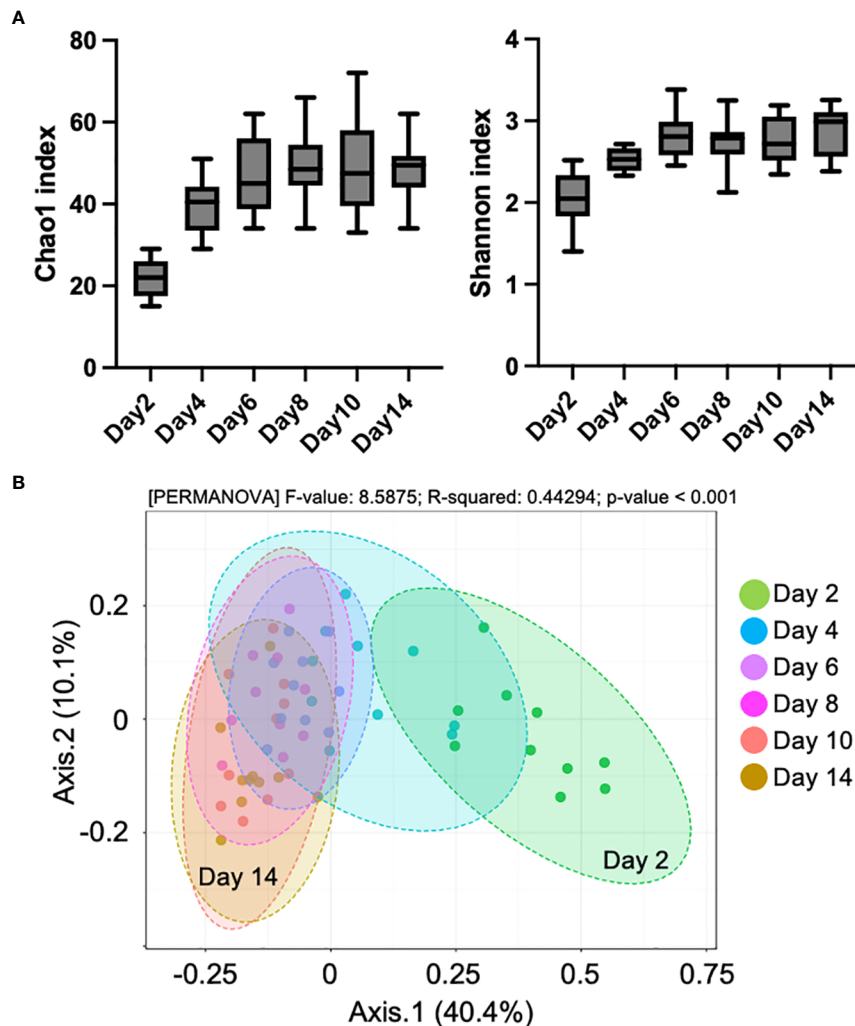 A
Chao1 index
80
60
40
20
0
Day2
Day4
Day6
Day8
Day10
Day14
Shannon index
4
3
2
1
0
Day2
Day4
Day6
Day8
Day10
Day14
B
[PERMANOVA] F-value: 8.5875; R-squared: 0.44294; p-value < 0.001
Axis.2 (10.1%)
0.2
0
-0.2
Day 14
Day 2
-0.25
0
0.25
0.5
0.75
Axis.1 (40.4%)
Day 2
Day 4
Day 6
Day 8
Day 10
Day 14